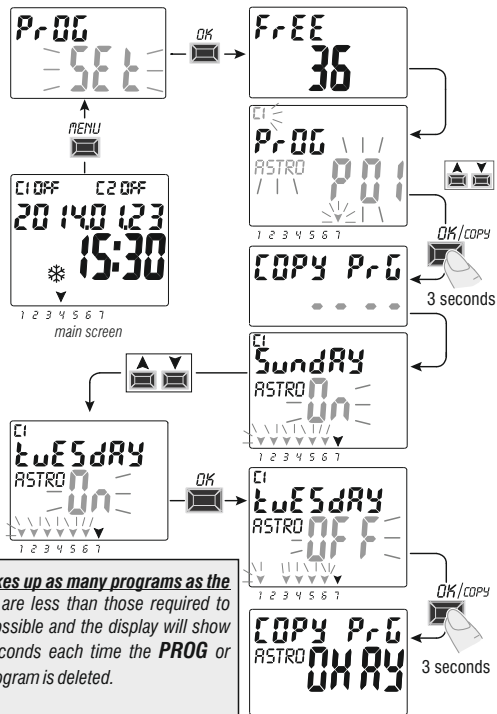 ProG
SEt
OK
FrEE
36
MENU
C1
ProG
ASTRO
P01
1 2 3 4 5 6 7
C1 OFF C2 OFF
2014.01.23
15:30
1 2 3 4 5 6 7
main screen
OK/COPY
3 seconds
COPY PrG
- - - -
C1
SundAY
ASTRO
On
1 2 3 4 5 6 7
C1
tuESdAY
ASTRO
On
1 2 3 4 5 6 7
OK
C1
tuESdAY
ASTRO
OFF
1 2 3 4 5 6 7
OK/COPY
3 seconds
COPY PrG
ASTRO
OKAY
kes up as many programs as the
are less than those required to
ossible and the display will show
conds each time the PROG or
ogram is deleted.